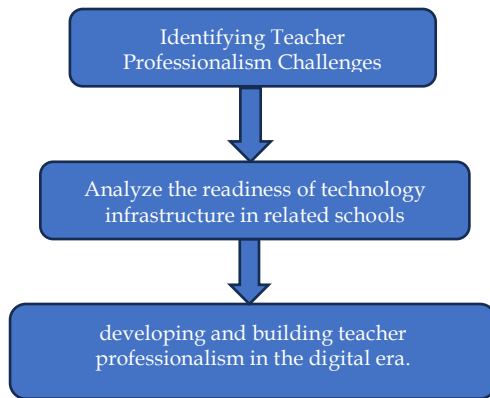 Identifying Teacher
Professionalism Challenges
Analyze the readiness of technology
infrastructure in related schools
developing and building teacher
professionalism in the digital era.